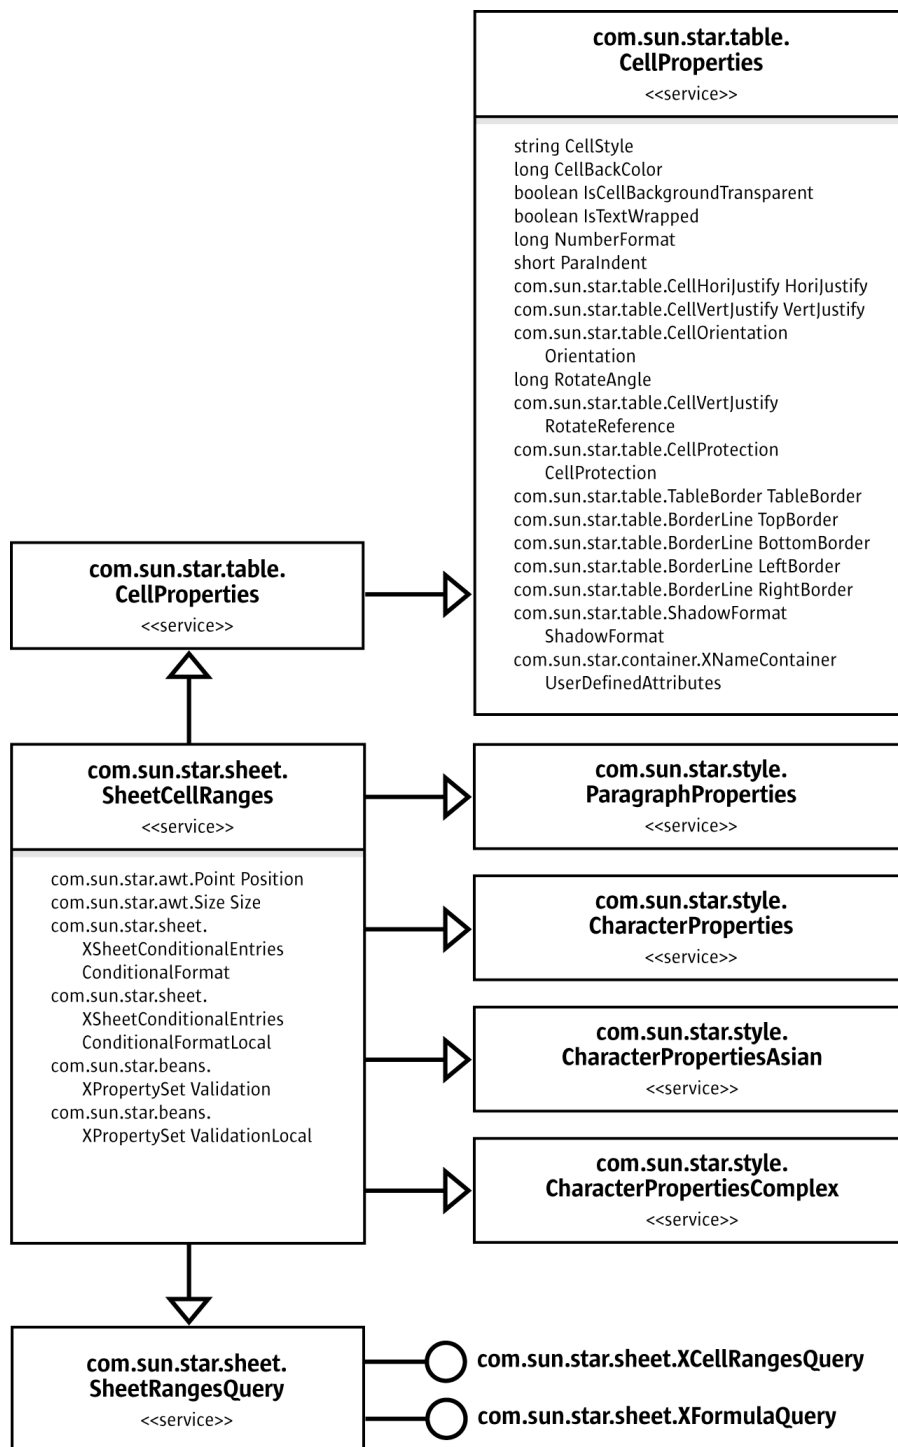 com.sun.star.table.
CellProperties
<<service>>
string CellStyle
long CellBackColor
boolean IsCellBackgroundTransparent
boolean IsTextWrapped
long NumberFormat
short ParaIndent
com.sun.star.table.CellHoriJustify HoriJustify
com.sun.star.table.CellVertJustify VertJustify
com.sun.star.table.CellOrientation
Orientation
long RotateAngle
com.sun.star.table.CellVertJustify
RotateReference
com.sun.star.table.CellProtection
CellProtection
com.sun.star.table.TableBorder TableBorder
com.sun.star.table.BorderLine TopBorder
com.sun.star.table.BorderLine BottomBorder
com.sun.star.table.BorderLine LeftBorder
com.sun.star.table.BorderLine RightBorder
com.sun.star.table.ShadowFormat
ShadowFormat
com.sun.star.container.XNameContainer
UserDefinedAttributes
com.sun.star.table.
CellProperties
<<service>>
com.sun.star.sheet.
SheetCellRanges
<<service>>
com.sun.star.awt.Point Position
com.sun.star.awt.Size Size
com.sun.star.sheet.
XSheetConditionalEntries
ConditionalFormat
com.sun.star.sheet.
XSheetConditionalEntries
ConditionalFormatLocal
com.sun.star.beans.
XPropertySet Validation
com.sun.star.beans.
XPropertySet ValidationLocal
com.sun.star.style.
ParagraphProperties
<<service>>
com.sun.star.style.
CharacterProperties
<<service>>
com.sun.star.style.
CharacterPropertiesAsian
<<service>>
com.sun.star.style.
CharacterPropertiesComplex
<<service>>
com.sun.star.sheet.
SheetRangesQuery
<<service>>
com.sun.star.sheet.XCellRangesQuery
com.sun.star.sheet.XFormulaQuery